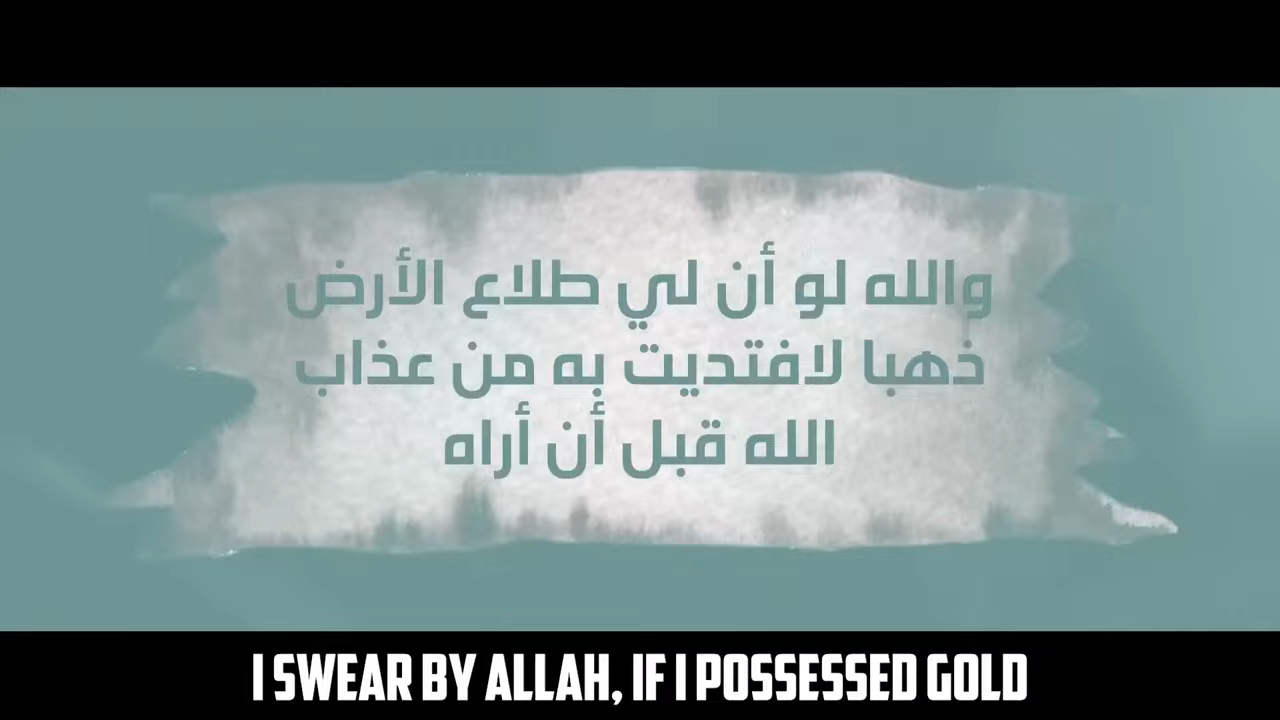 والله لو أن لي طلاع الأرض
ذهبا لافتديت به من عذاب
الله قبل أن أراه
I SWEAR BY ALLAH, IF I POSSESSED GOLD